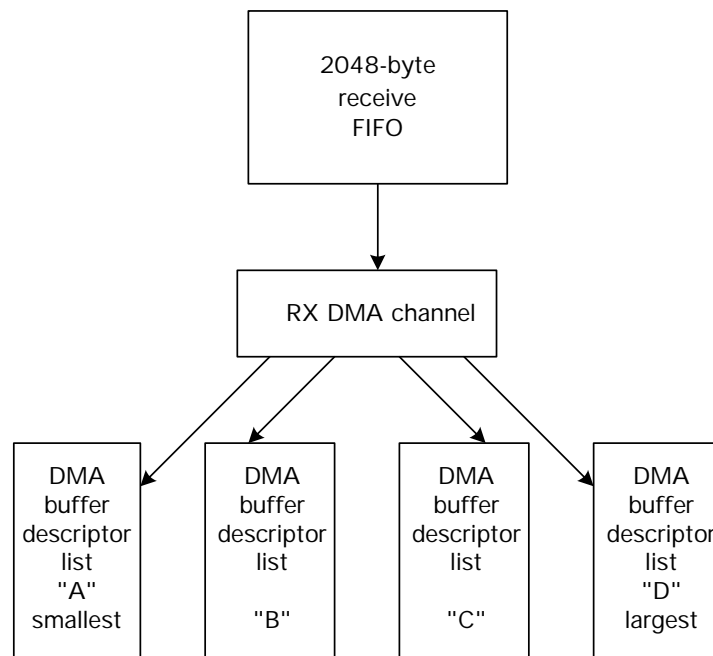 2048-byte
receive
FIFO
RX DMA channel
DMA
buffer
descriptor
list
"A"
smallest
DMA
buffer
descriptor
list
"B"
DMA
buffer
descriptor
list
"C"
DMA
buffer
descriptor
list
"D"
largest